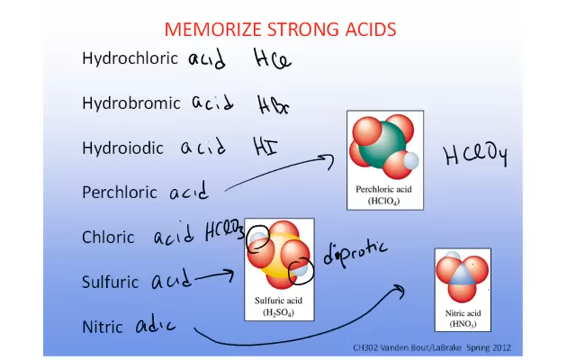 MEMORIZE STRONG ACIDS
Hydrochloric acid HCl
Hydrobromic acid HBr
Hydroiodic acid HI
Perchloric acid
Perchloric acid
(HClO4)
HClO4
Chloric acid HClO3
Sulfuric acid
diprotic
Sulfuric acid
(H2SO4)
Nitric adic
Nitric acid
(HNO3)
CH302 Vanden Bout/LaBrake Spring 2012